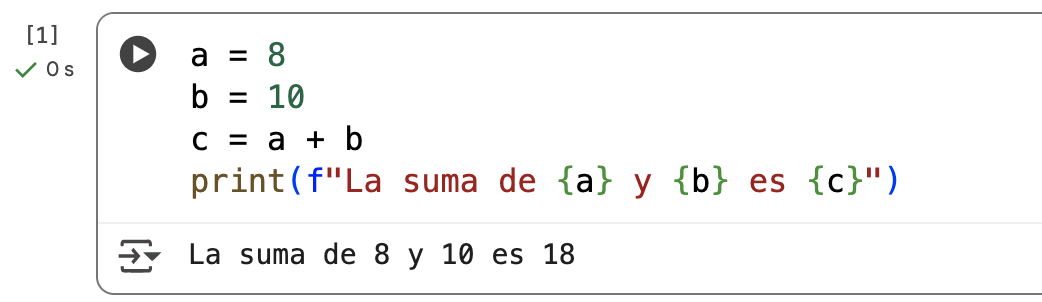 [1]
0 s
a = 8
b = 10
c = a + b
print(f"La suma de {a} y {b} es {c}")
La suma de 8 y 10 es 18